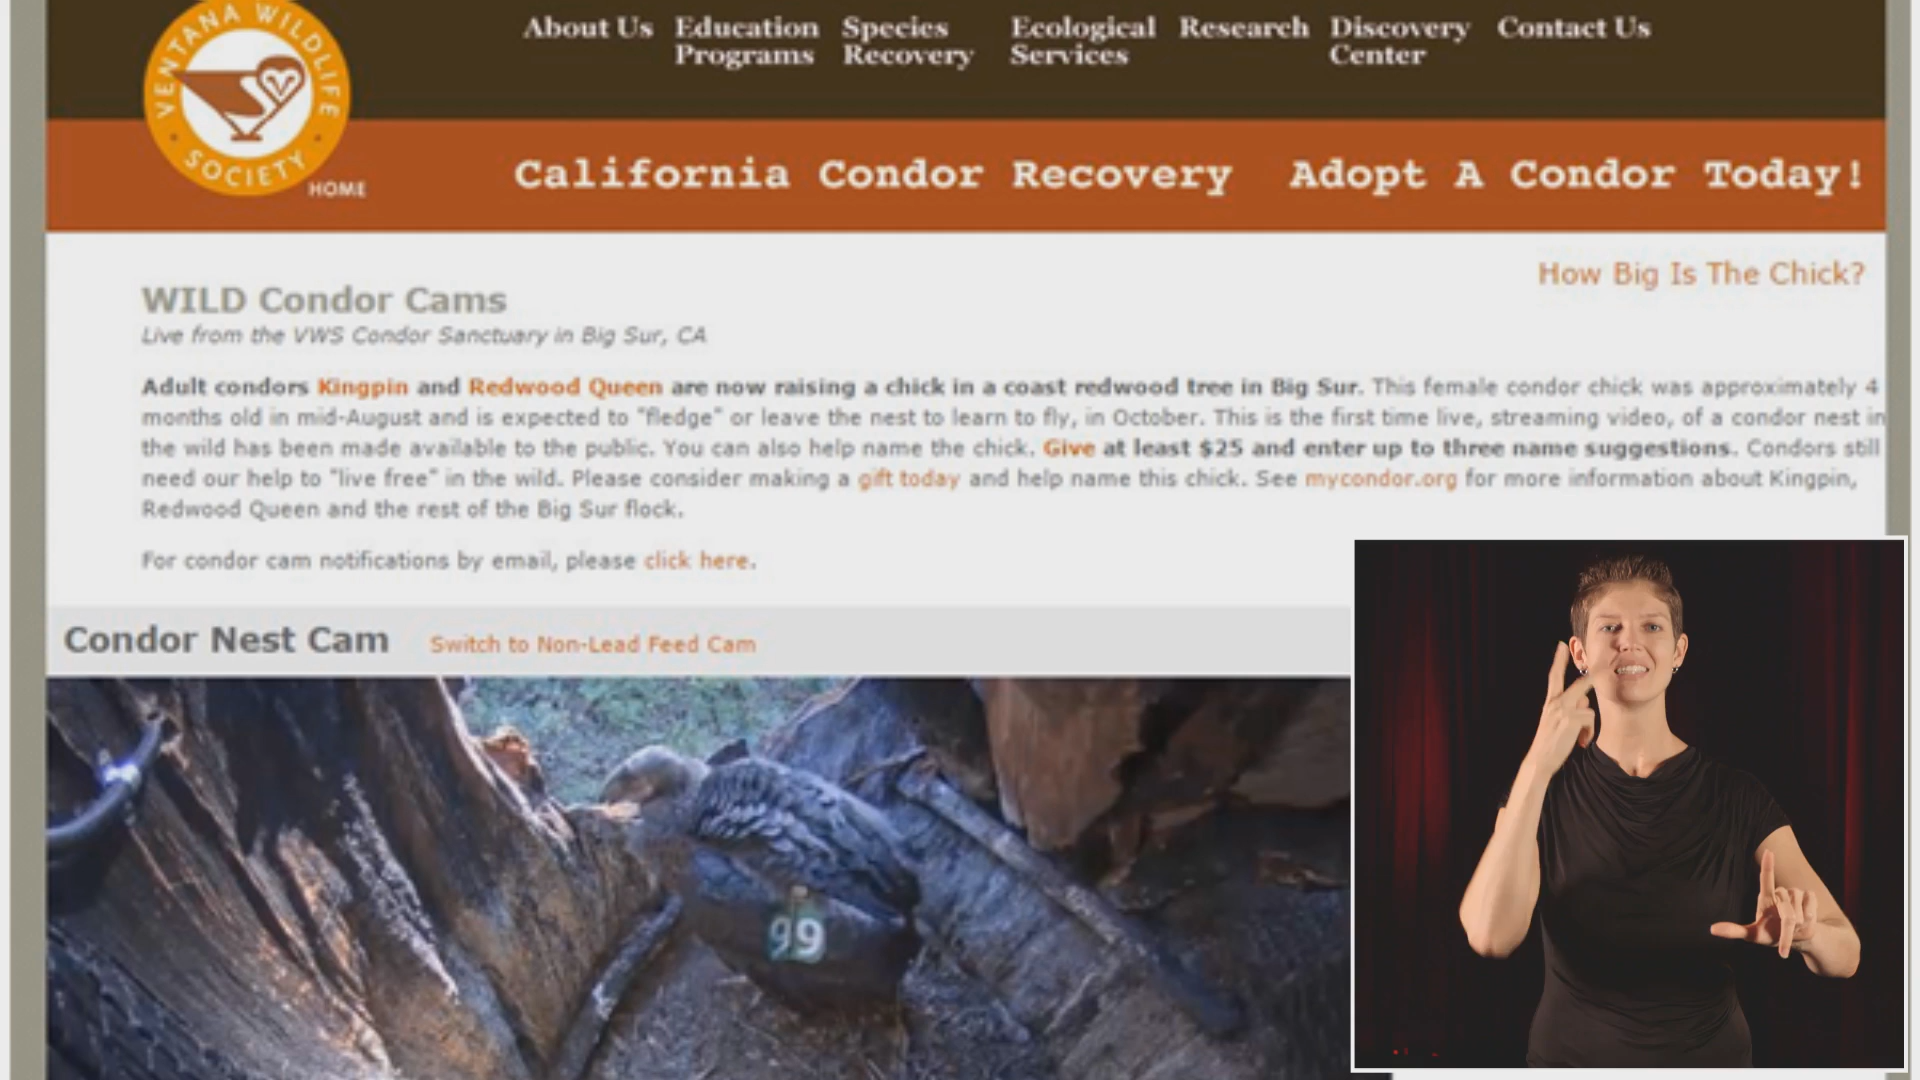 VENTANA WILDLIFE SOCIETY
HOME
About Us Education Programs Species Recovery Ecological Services Research Discovery Center Contact Us
California Condor Recovery Adopt A Condor Today!
How Big Is The Chick?
WILD Condor Cams
Live from the VWS Condor Sanctuary in Big Sur, CA
Adult condors Kingpin and Redwood Queen are now raising a chick in a coast redwood tree in Big Sur. This female condor chick was approximately 4
months old in mid-August and is expected to "fledge" or leave the nest to learn to fly, in October. This is the first time live, streaming video, of a condor nest in
the wild has been made available to the public. You can also help name the chick. Give at least $25 and enter up to three name suggestions. Condors still
need our help to "live free" in the wild. Please consider making a gift today and help name this chick. See mycondor.org for more information about Kingpin,
Redwood Queen and the rest of the Big Sur flock.
For condor cam notifications by email, please click here.
Condor Nest Cam Switch to Non-Lead Feed Cam
99